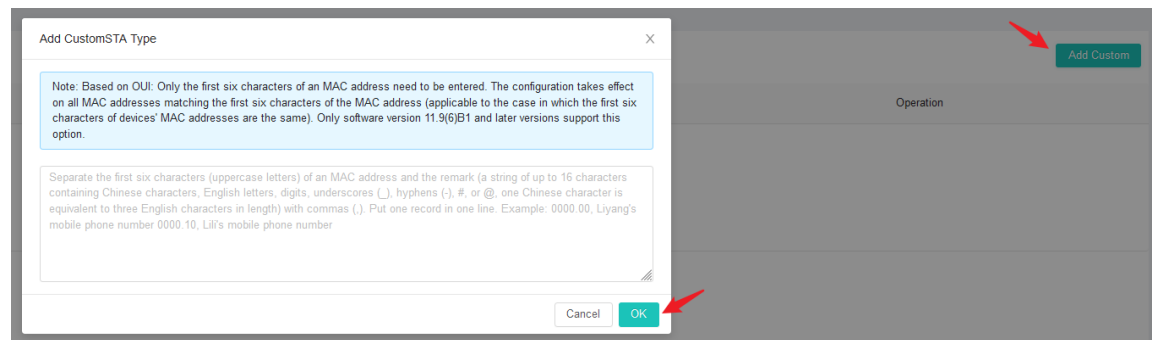 Add CustomSTA Type
Add Custom
Note: Based on OUI: Only the first six characters of an MAC address need to be entered. The configuration takes effect
on all MAC addresses matching the first six characters of the MAC address (applicable to the case in which the first six
characters of devices' MAC addresses are the same). Only software version 11.9(6)B1 and later versions support this
option.
Operation
Separate the first six characters (uppercase letters) of an MAC address and the remark (a string of up to 16 characters
containing Chinese characters, English letters, digits, underscores (_), hyphens (-), #, or @, one Chinese character is
equivalent to three English characters in length) with commas (,). Put one record in one line. Example: 0000.00, Liyang's
mobile phone number 0000.10, Lili's mobile phone number
Cancel
OK